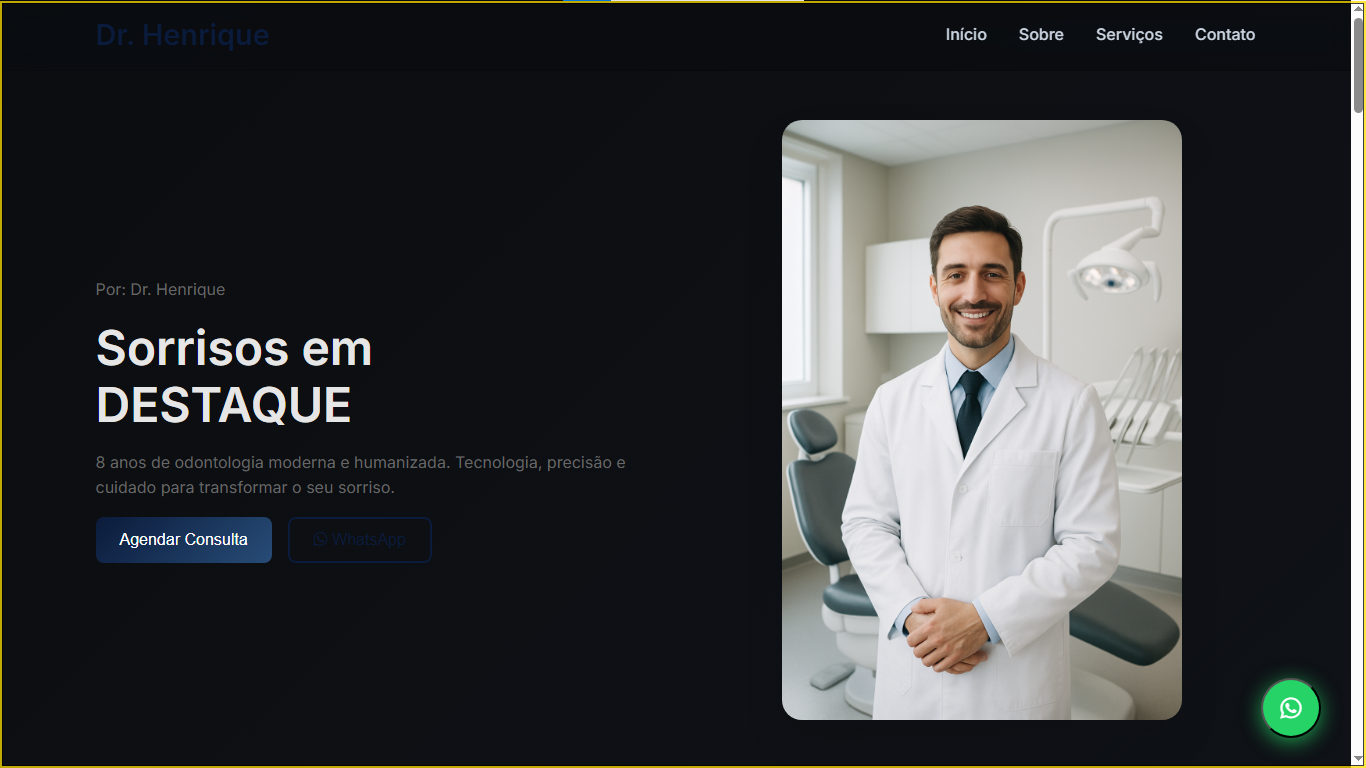 Dr. Henrique
Início Sobre Serviços Contato
Por: Dr. Henrique
Sorrisos em
DESTAQUE
8 anos de odontologia moderna e humanizada. Tecnologia, precisão e
cuidado para transformar o seu sorriso.
Agendar Consulta WhatsApp